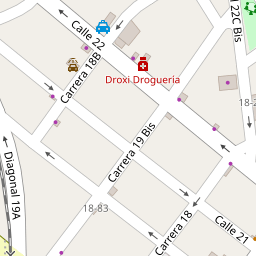 Calle 22
22C Bis
Droxi Drogueria
Carrera 18B
18-2
Carrera 19 Bis
Diagonal 19A
18-83
Carrera 18
Calle 21